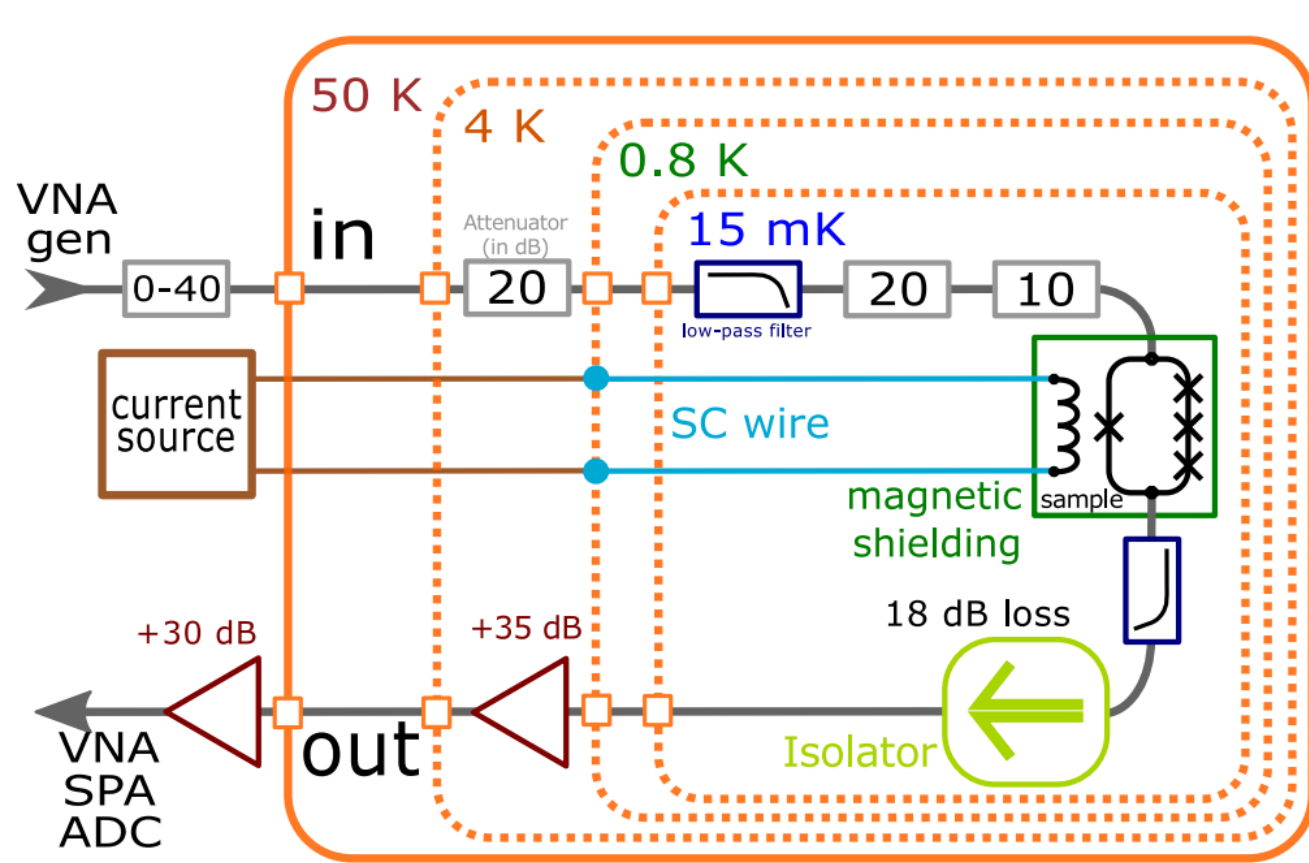 50 K
4 K
0.8 K
15 mK
VNA
gen
in
Attenuator
(in dB)
0-40
20
low-pass filter
20
10
current
source
SC wire
magnetic
shielding
sample
18 dB loss
+30 dB
+35 dB
Isolator
out
VNA
SPA
ADC